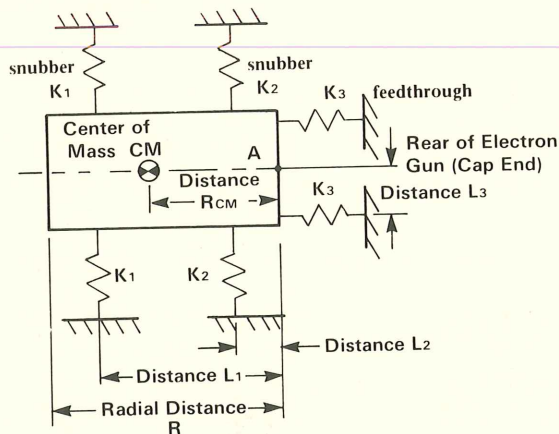 snubber
K1
snubber
K2
K3
feedthrough
Center of
Mass CM
A
Rear of Electron
Gun (Cap End)
Distance
RCM
K3
Distance L3
K1
K2
Distance L2
Distance L1
Radial Distance
R